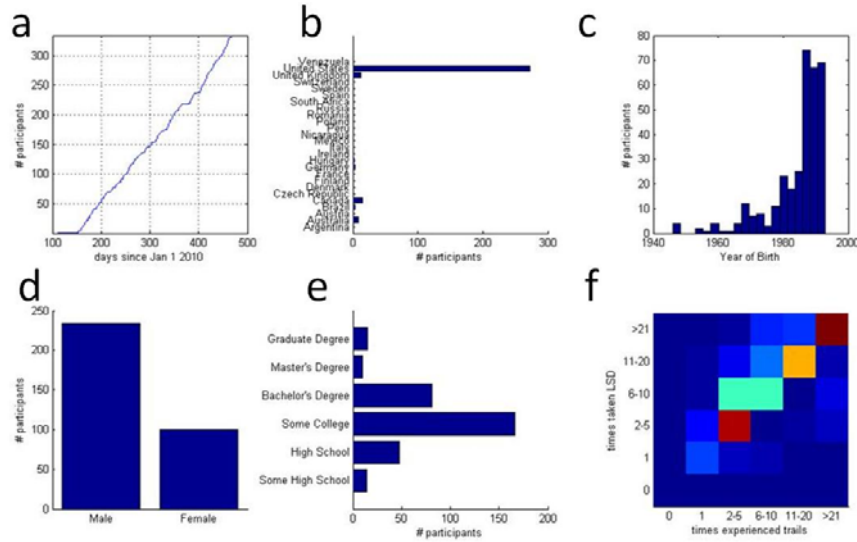 a
300
250
200
150
100
50
# participants
100 200 300 400 500
days since Jan 1 2010
b
Venezuela
United States
United Kingdom
Switzerland
Sweden
Spain
South Africa
Russia
Romania
Poland
Peru
Nicaragua
Mexico
Italy
Ireland
Hungary
Germany
France
Finland
Denmark
Czech Republic
Canada
Brazil
Austria
Australia
Argentina
0 100 200 300
# participants
c
80
70
60
50
40
30
20
10
0
# participants
1940 1960 1980 2000
Year of Birth
d
250
200
150
100
50
0
# participants
Male Female
e
Graduate Degree
Master's Degree
Bachelor's Degree
Some College
High School
Some High School
0 50 100 150 200
# participants
f
>21
11-20
6-10
2-5
1
0
times taken LSD
0 1 2-5 6-10 11-20 >21
times experienced trails